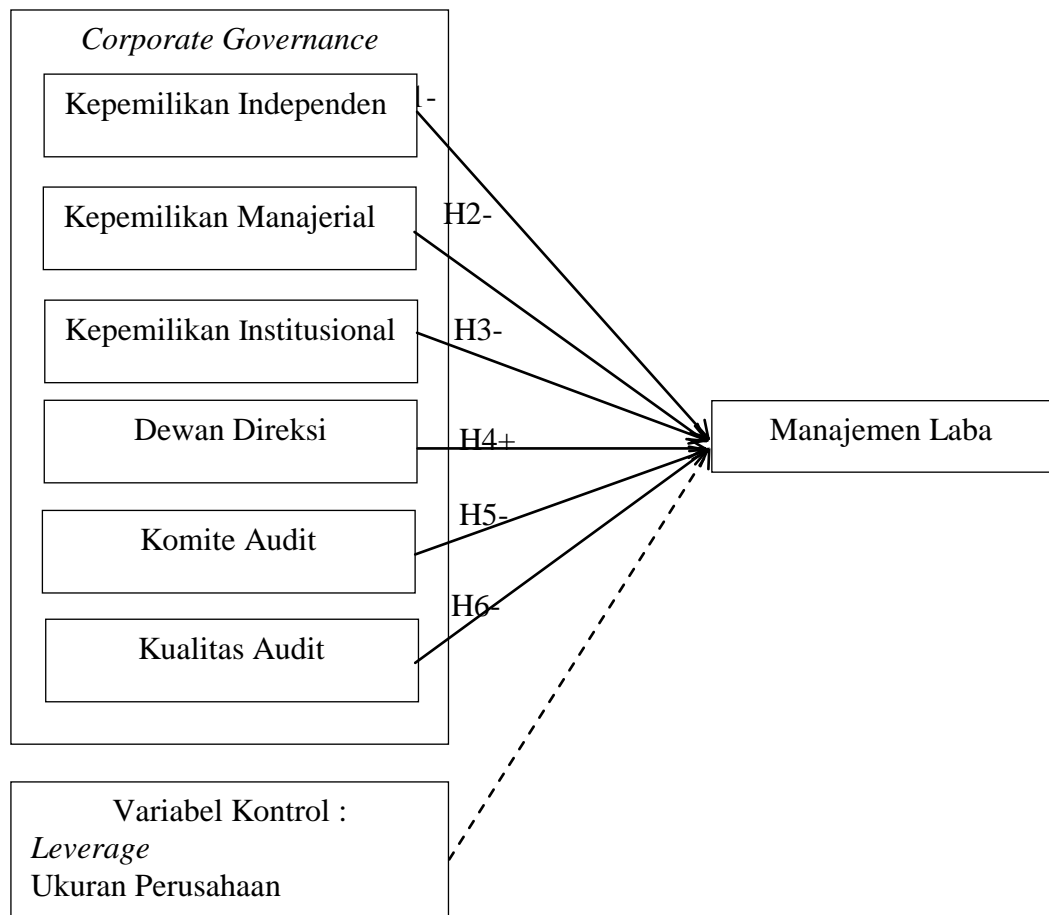 Corporate Governance
Kepemilikan Independen
1-
Kepemilikan Manajerial
H2-
Kepemilikan Institusional
H3-
Dewan Direksi
H4+
Manajemen Laba
Komite Audit
H5-
Kualitas Audit
H6-
Variabel Kontrol :
Leverage
Ukuran Perusahaan